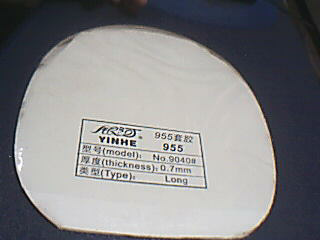 955套胶
YINHE 955
型号(model): No.9040#
厚度(thickness): 0.7mm
类型(Type): Long